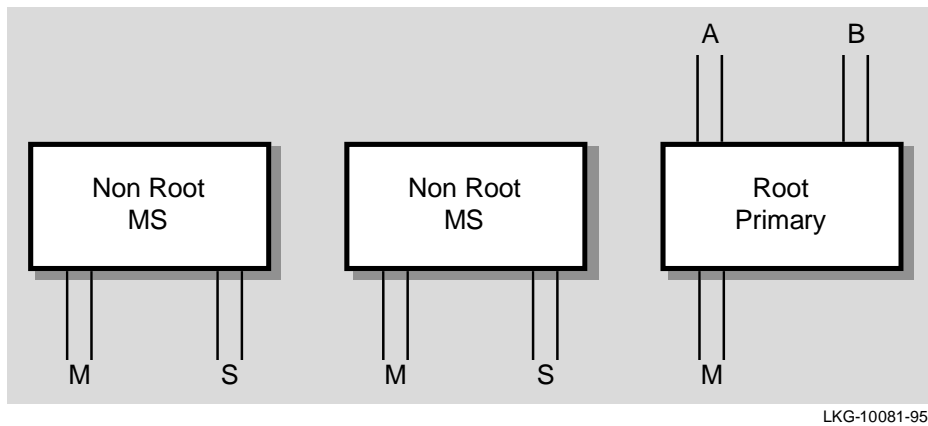 A B
Non Root
MS
Non Root
MS
Root
Primary
M S M S M
LKG-10081-95